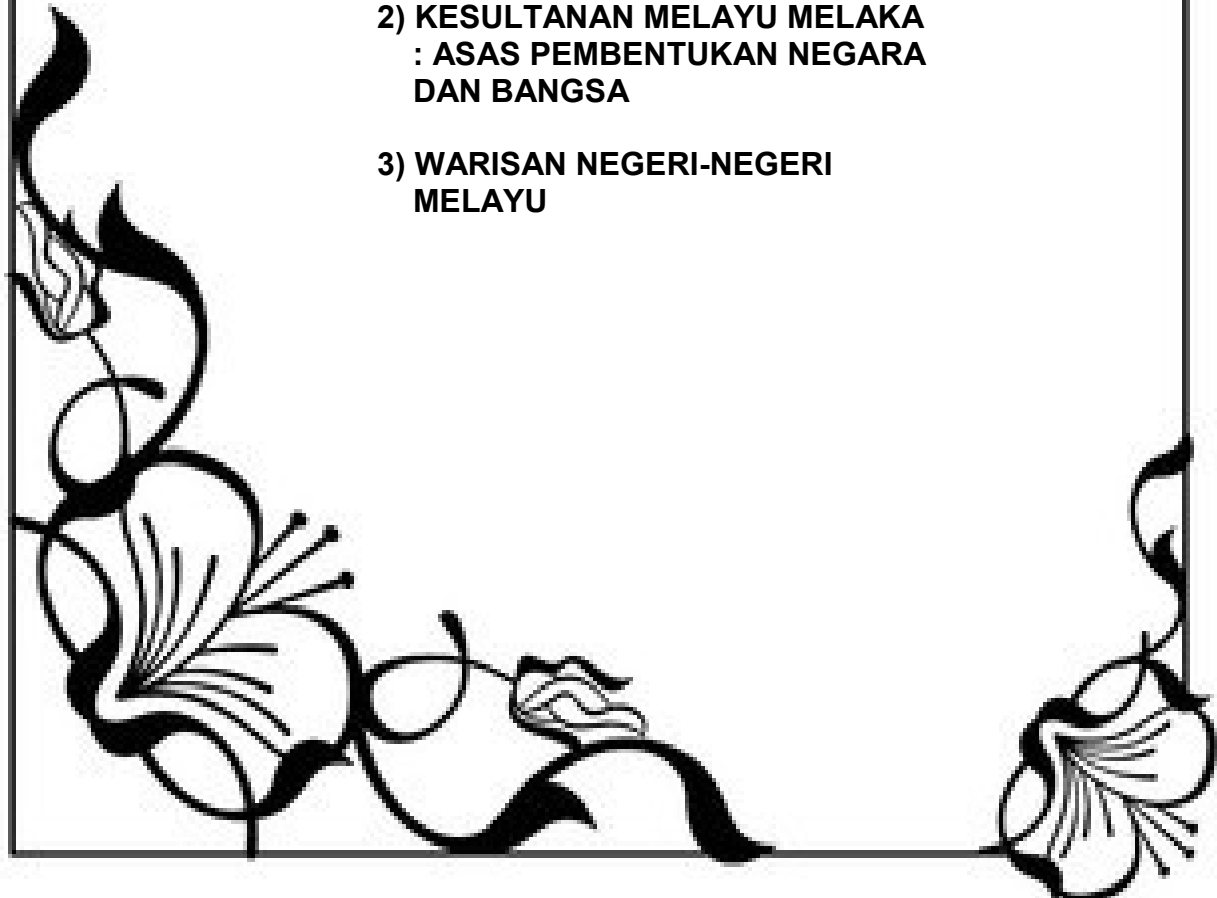 2) KESULTANAN MELAYU MELAKA
: ASAS PEMBENTUKAN NEGARA
DAN BANGSA
3) WARISAN NEGERI-NEGERI
MELAYU